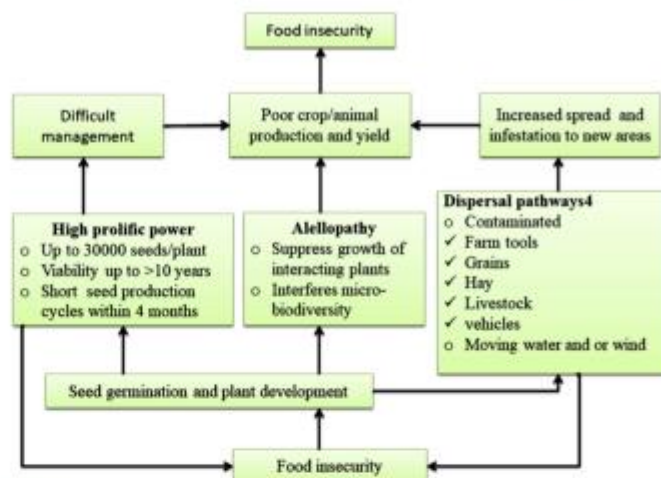 Food insecurity
Difficult
management
Poor crop/animal
production and yield
Increased spread and
infestation to new areas
High prolific power
o Up to 30000 seeds/plant
o Viability up to >10 years
o Short seed production
cycles within 4 months
Alellopathy
o Suppress growth of
interacting plants
o Interferes micro-
biodiversity
Dispersal pathways4
o Contaminated
✓ Farm tools
✓ Grains
✓ Hay
✓ Livestock
✓ vehicles
o Moving water and or wind
Seed germination and plant development
Food insecurity